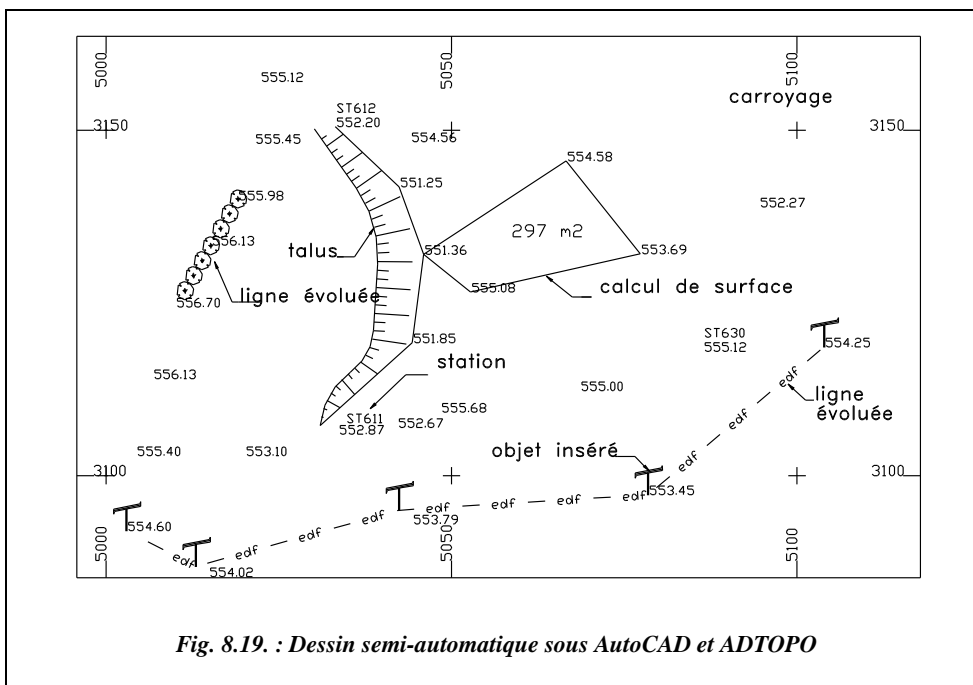 5000
5050
5100
555.12
carroyage
ST612
552.20
3150
3150
555.45
554.56
554.58
551.25
555.98
552.27
297 m2
556.13
talus
551.36
553.69
ligne évoluée
556.70
555.08
calcul de surface
551.85
ST630
555.12
554.25
station
556.13
555.00
ligne
évoluée
555.68
ST611
552.87
552.67
555.40
553.10
objet inséré
3100
3100
553.45
554.60
553.79
554.02
edf
edf
edf
edf
edf
edf
edf
edf
edf
edf
5000
5050
5100
Fig. 8.19. : Dessin semi-automatique sous AutoCAD et ADTOPO